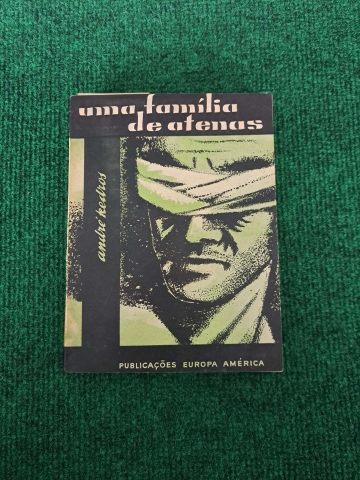 uma família
de atenas
andré kedros
PUBLICAÇÕES EUROPA AMÉRICA